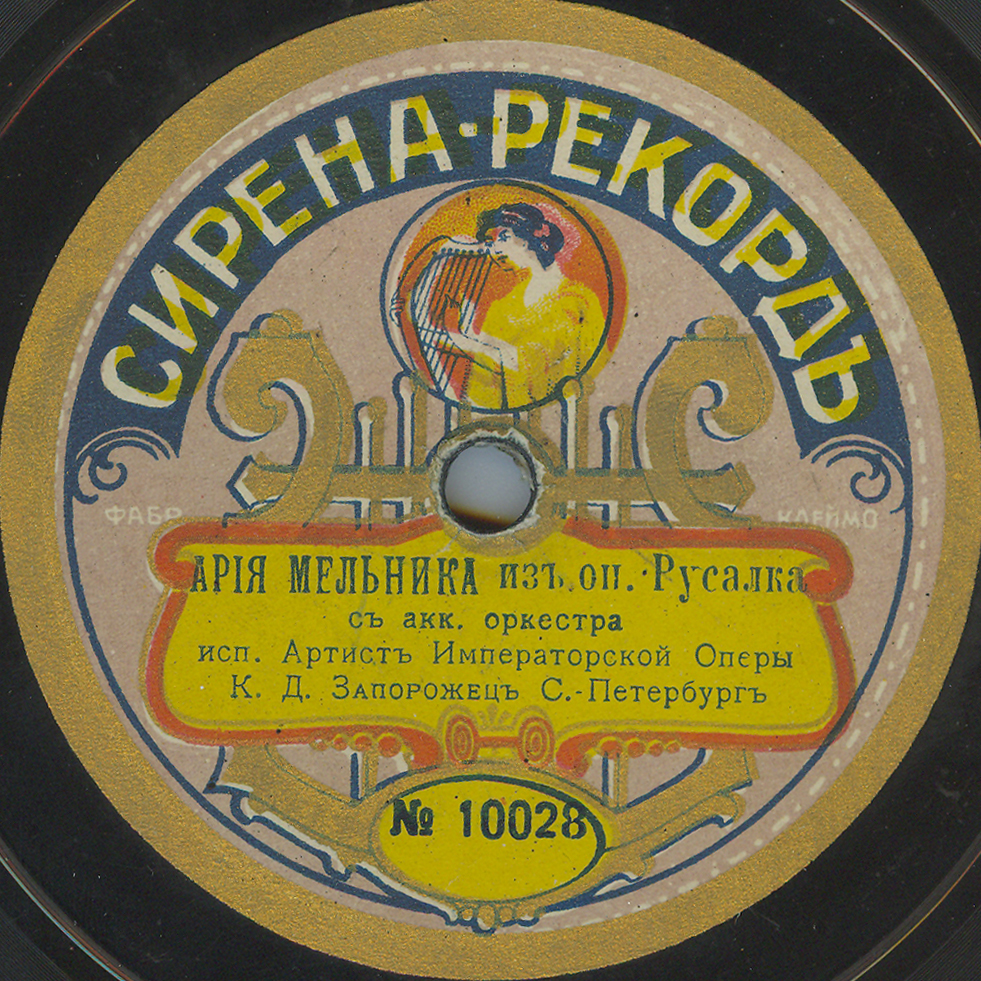 СИРЕНА·РЕКОРДЪ
ФАБР. КЛЕЙМО
АРІЯ МЕЛЬНИКА изъ оп. Русалка
съ акк. оркестра
исп. Артистъ Императорской Оперы
К. Д. Запорожецъ С.-Петербургъ
№ 10028